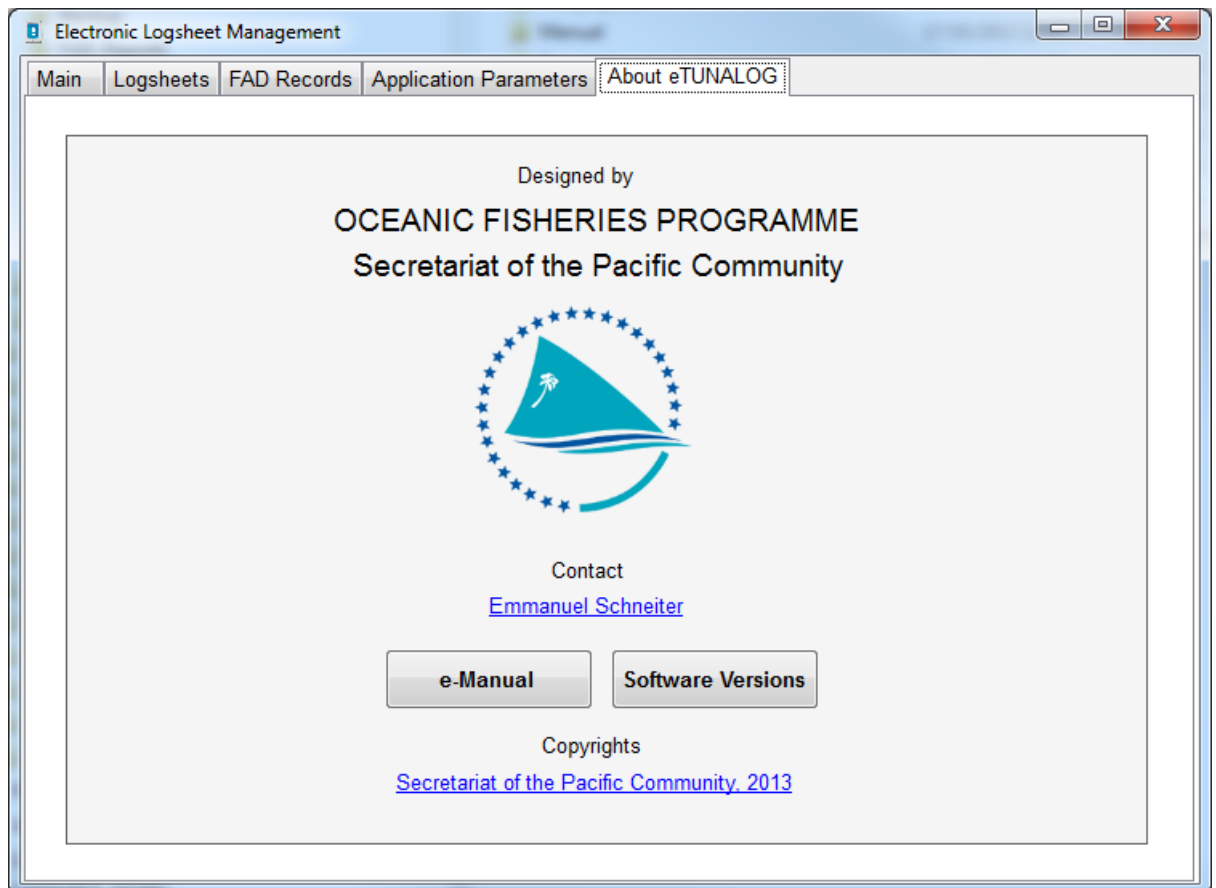 Electronic Logsheet Management
Main Logsheets FAD Records Application Parameters About eTUNALOG
Designed by
OCEANIC FISHERIES PROGRAMME
Secretariat of the Pacific Community
Contact
Emmanuel Schneiter
e-Manual Software Versions
Copyrights
Secretariat of the Pacific Community, 2013